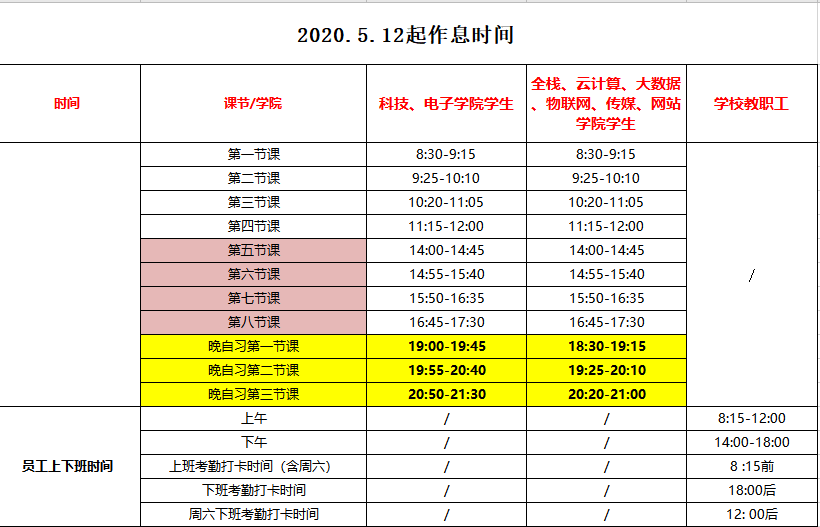 2020.5.12起作息时间
时间 课节/学院 科技、电子学院学生 全栈、云计算、大数据
、物联网、传媒、网站
学院学生 学校教职工
第一节课 8:30-9:15 8:30-9:15 /
第二节课 9:25-10:10 9:25-10:10
第三节课 10:20-11:05 10:20-11:05
第四节课 11:15-12:00 11:15-12:00
第五节课 14:00-14:45 14:00-14:45
第六节课 14:55-15:40 14:55-15:40
第七节课 15:50-16:35 15:50-16:35
第八节课 16:45-17:30 16:45-17:30
晚自习第一节课 19:00-19:45 18:30-19:15
晚自习第二节课 19:55-20:40 19:25-20:10
晚自习第三节课 20:50-21:30 20:20-21:00
员工上下班时间 上午 / / 8:15-12:00
下午 / / 14:00-18:00
上班考勤打卡时间（含周六） / / 8 :15前
下班考勤打卡时间 / / 18:00后
周六下班考勤打卡时间 / / 12: 00后